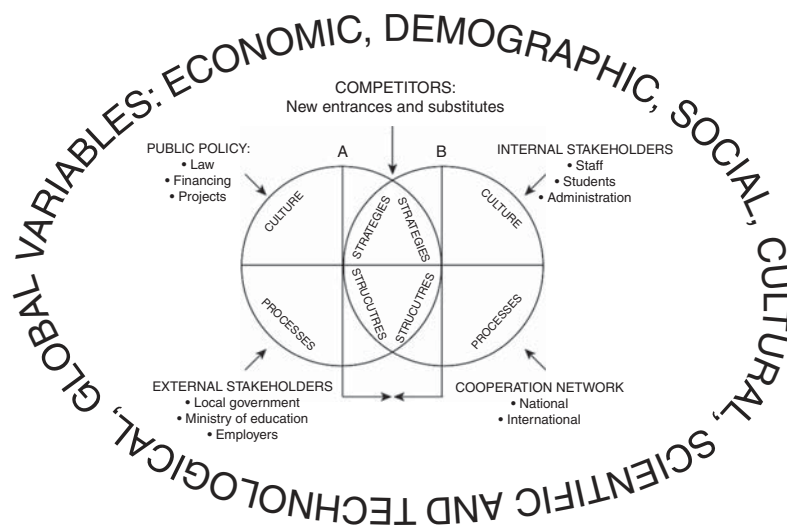 GLOBAL VARIABLES: ECONOMIC, DEMOGRAPHIC, SOCIAL, CULTURAL, SCIENTIFIC AND TECHNOLOGICAL,
COMPETITORS:
New entrances and substitutes
PUBLIC POLICY:
• Law
• Financing
• Projects
A
B
INTERNAL STAKEHOLDERS
• Staff
• Students
• Administration
CULTURE
STRATEGIES
STRATEGIES
CULTURE
PROCESSES
STRUCUTRES
STRUCUTRES
PROCESSES
EXTERNAL STAKEHOLDERS
• Local government
• Ministry of education
• Employers
COOPERATION NETWORK
• National
• International